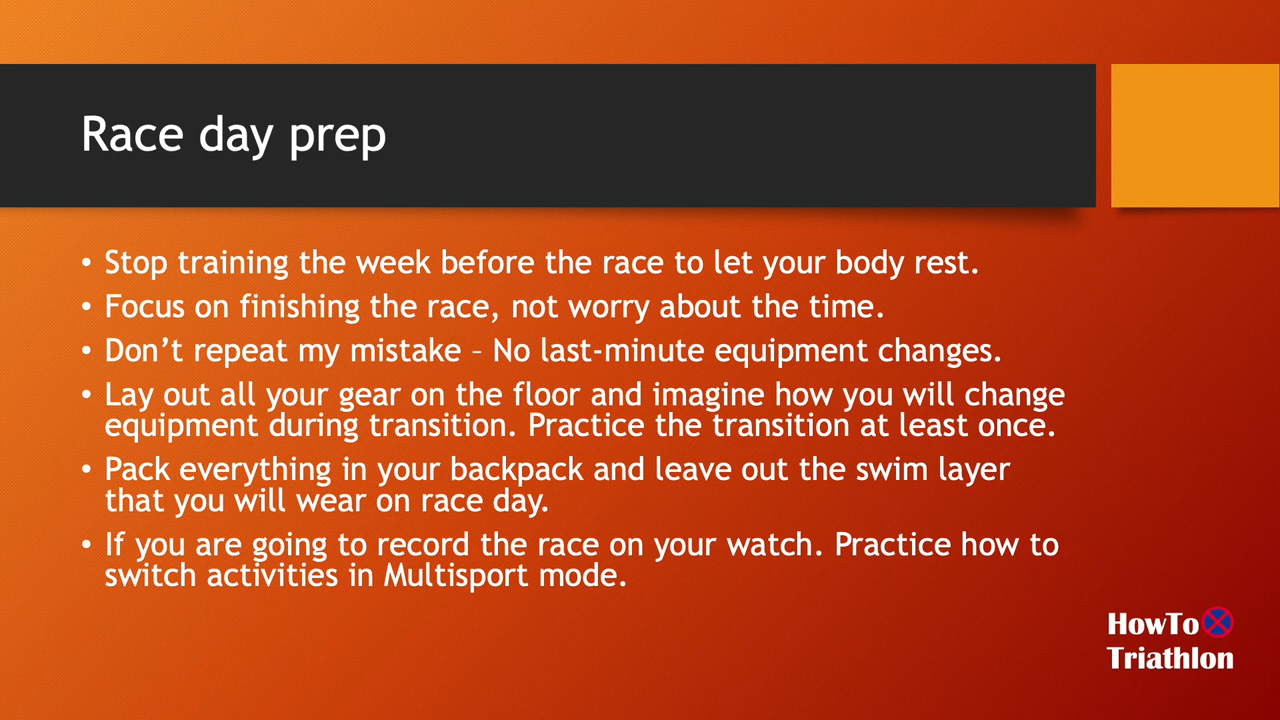 Race day prep
• Stop training the week before the race to let your body rest.
• Focus on finishing the race, not worry about the time.
• Don’t repeat my mistake – No last-minute equipment changes.
• Lay out all your gear on the floor and imagine how you will change
equipment during transition. Practice the transition at least once.
• Pack everything in your backpack and leave out the swim layer
that you will wear on race day.
• If you are going to record the race on your watch. Practice how to
switch activities in Multisport mode.
HowTo
Triathlon